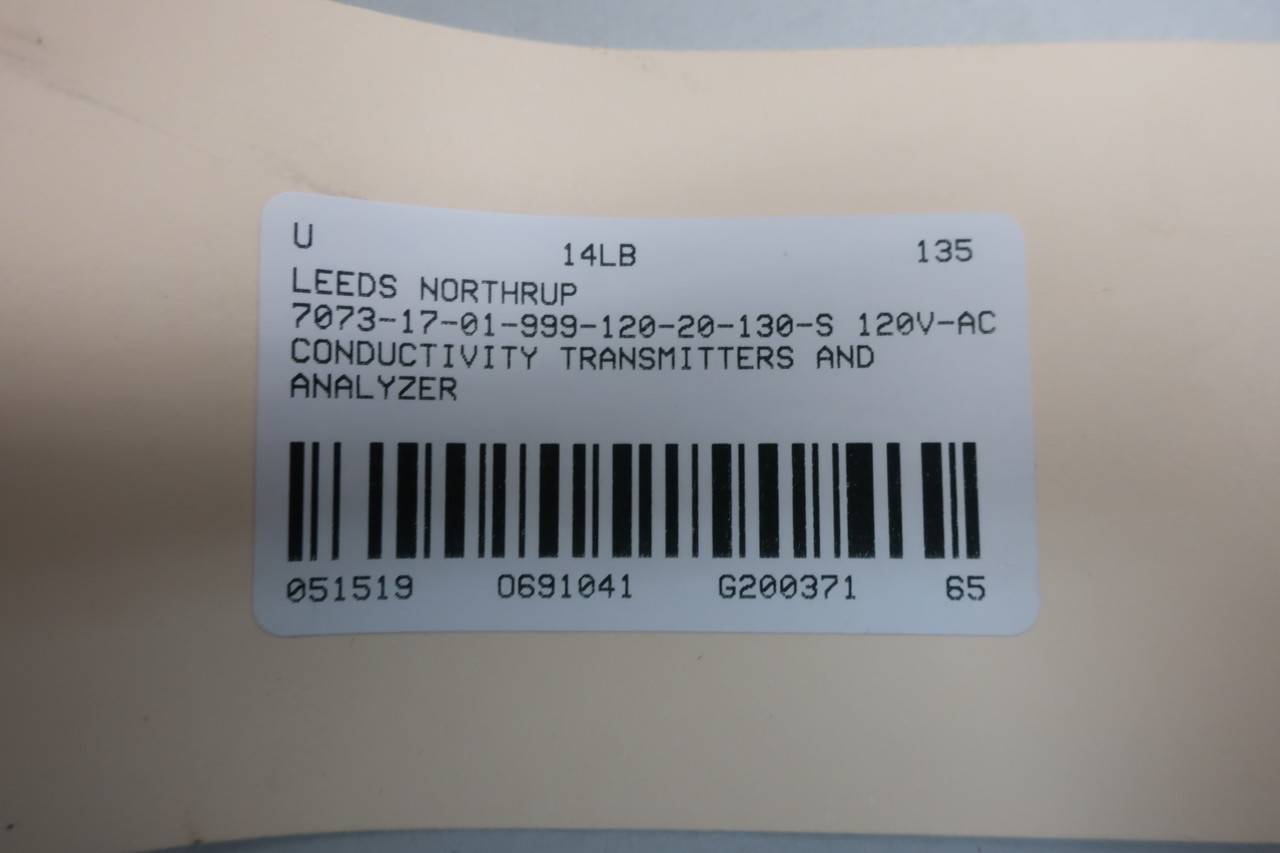 U 14LB 135
LEEDS NORTHRUP
7073-17-01-999-120-20-130-S 120V-AC
CONDUCTIVITY TRANSMITTERS AND
ANALYZER
051519 O691041 G200371 65